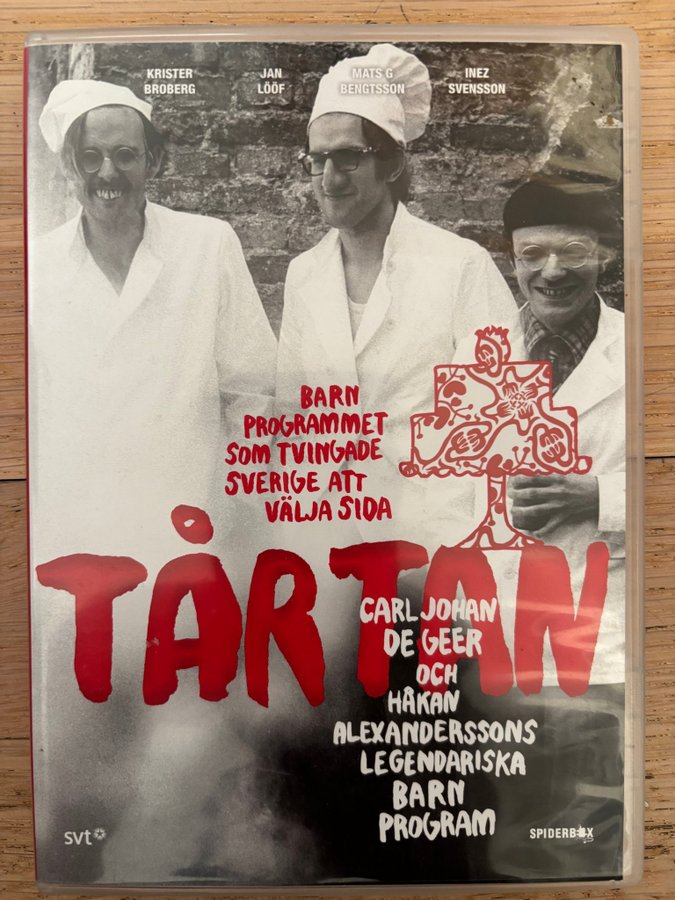 KRISTER
BROBERG
JAN
LÖÖF
MATS G
BENGTSSON
INEZ
SVENSSON
BARN
PROGRAMMET
SOM TVINGADE
SVERIGE ATT
VÄLJA SIDA
TÅRTAN
CARL JOHAN
DE GEER
OCH
HÅKAN
ALEXANDERSSONS
LEGENDARISKA
BARN
PROGRAM
svt
SPIDERBOX